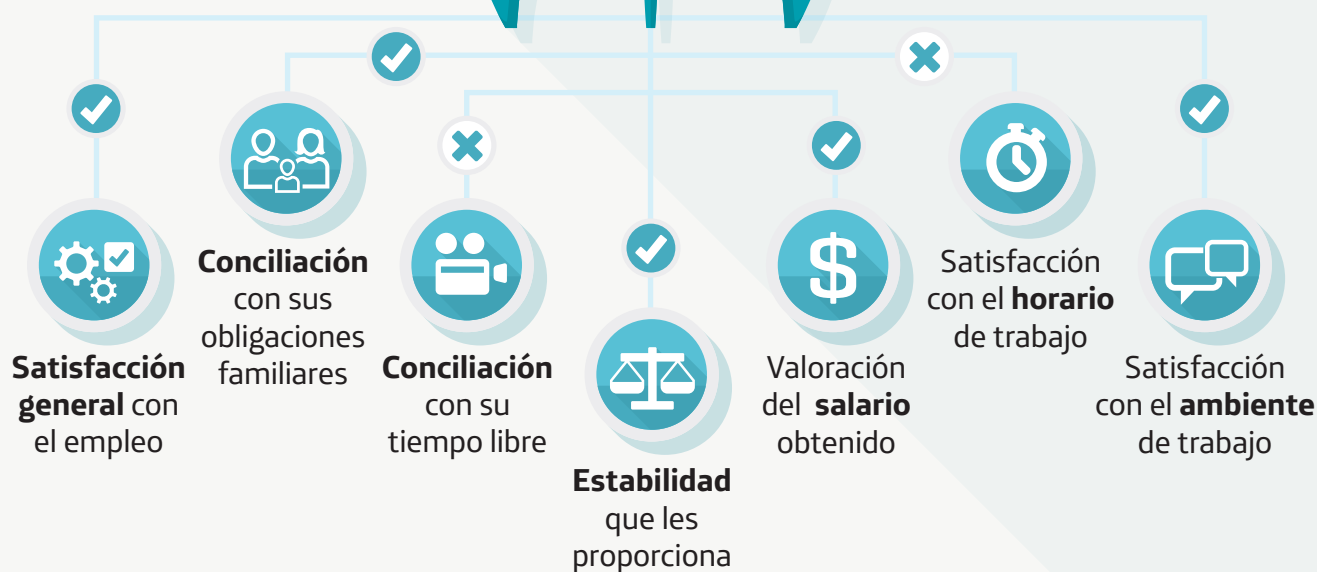 Satisfacción
general con
el empleo
Conciliación
con sus
obligaciones
familiares
Conciliación
con su
tiempo libre
Estabilidad
que les
proporciona
$
Valoración
del salario
obtenido
Satisfacción
con el horario
de trabajo
Satisfacción
con el ambiente
de trabajo